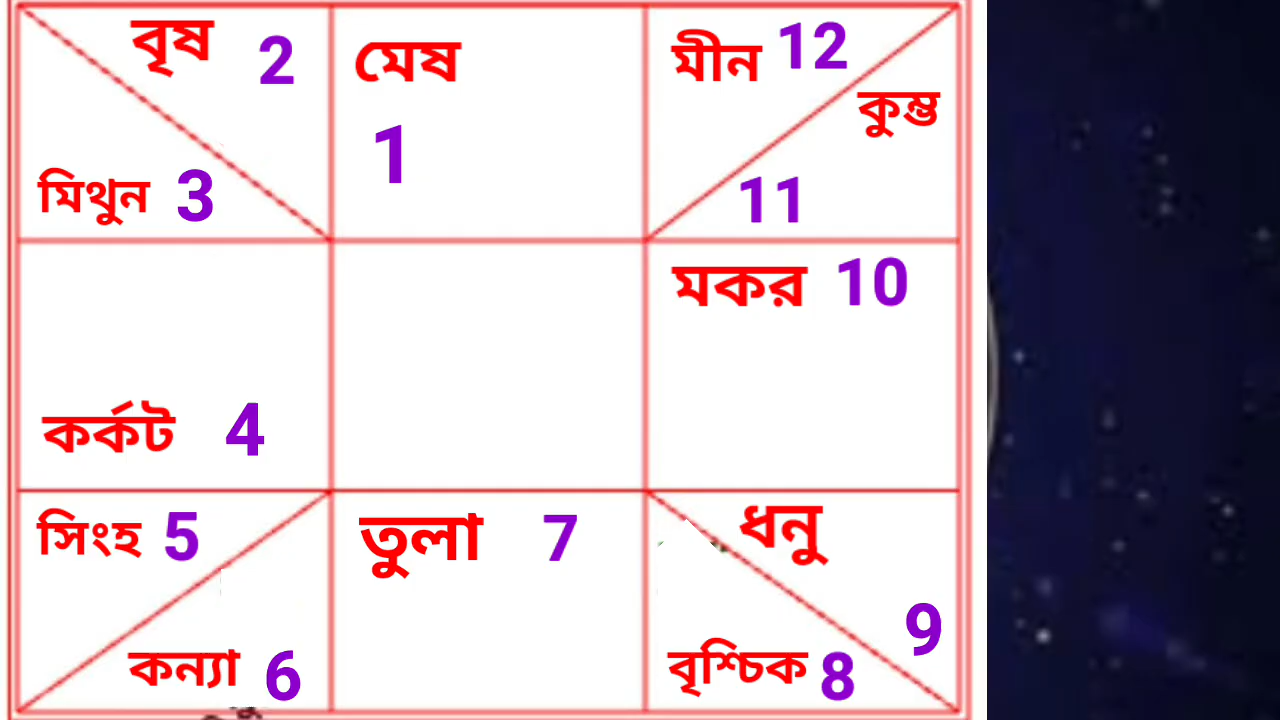 বৃষ 2
মেষ
মীন 12
কুম্ভ
1
মিথুন 3
11
মকর 10
কর্কট 4
সিংহ 5
তুলা 7
ধনু
9
কন্যা 6
বৃশ্চিক 8